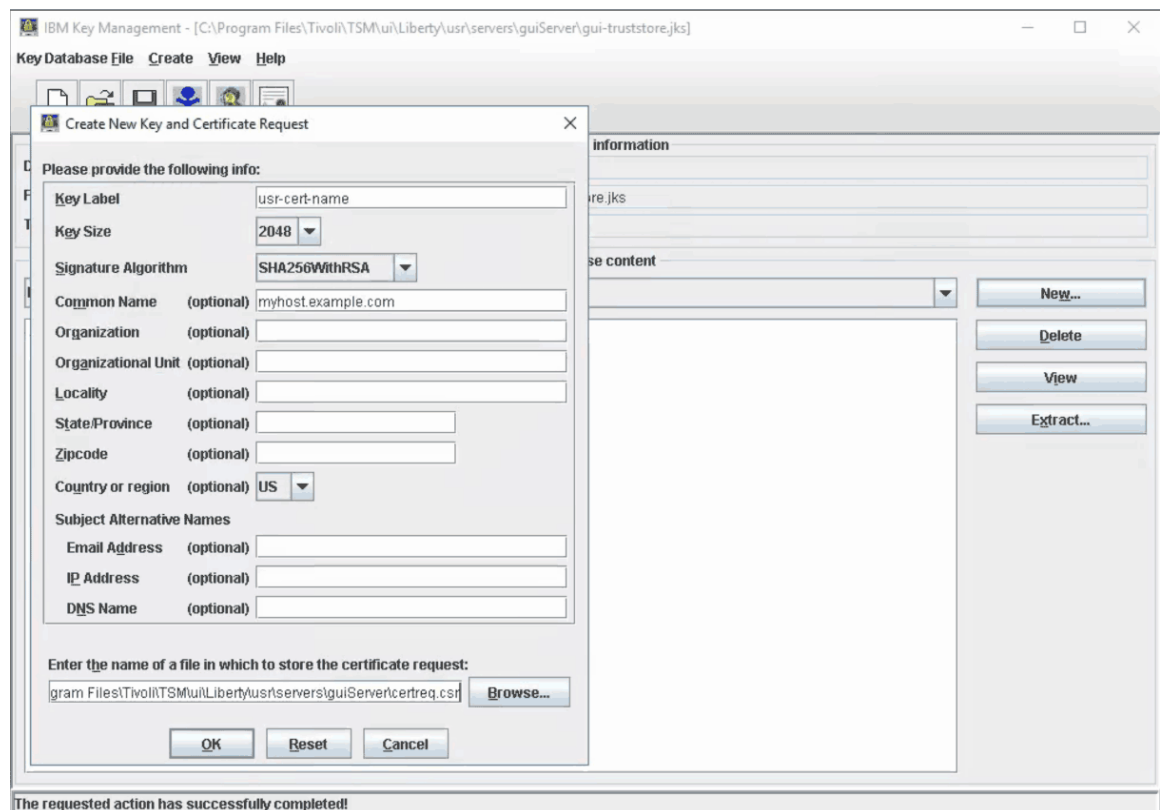 IBM Key Management - [C:\Program Files\Tivoli\TSM\ui\Liberty\usr\servers\guiServer\gui-truststore.jks]
Key Database File Create View Help
Create New Key and Certificate Request
information
Please provide the following info:
Key Label usr-cert-name
re.jks
Key Size 2048
Signature Algorithm SHA256WithRSA
se content
Common Name (optional) myhost.example.com
New...
Organization (optional)
Delete
Organizational Unit (optional)
View
Locality (optional)
Extract...
State/Province (optional)
Zipcode (optional)
Country or region (optional) US
Subject Alternative Names
Email Address (optional)
IP Address (optional)
DNS Name (optional)
Enter the name of a file in which to store the certificate request:
gram Files\Tivoli\TSM\ui\Liberty\usr\servers\guiServer\certreq.csr Browse...
OK Reset Cancel
The requested action has successfully completed!